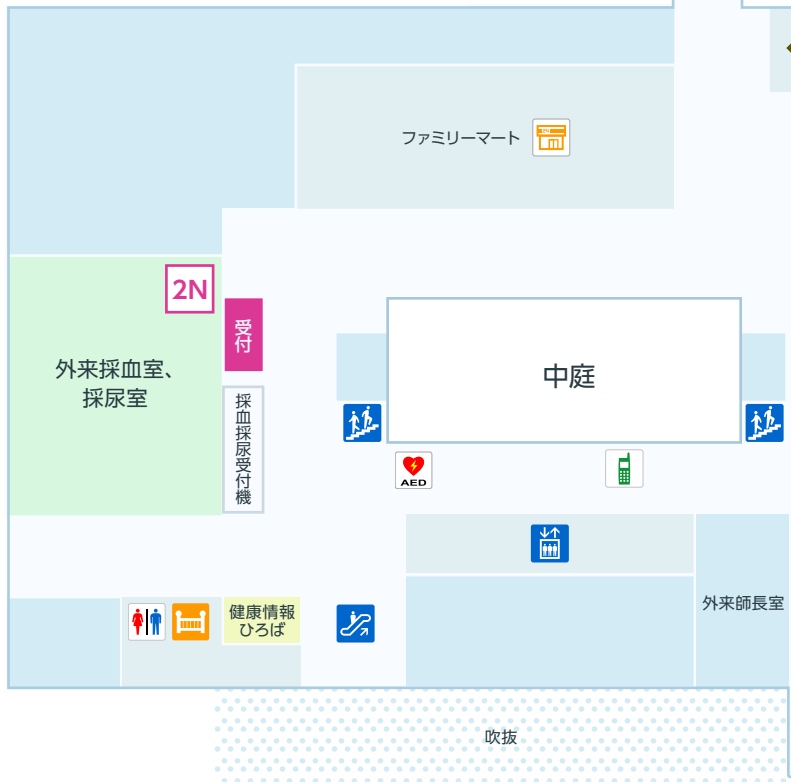 ファミリーマート
2N
受付
外来採血室、
採尿室
採血採尿受付機
中庭
AED
健康情報
ひろば
外来師長室
吹抜